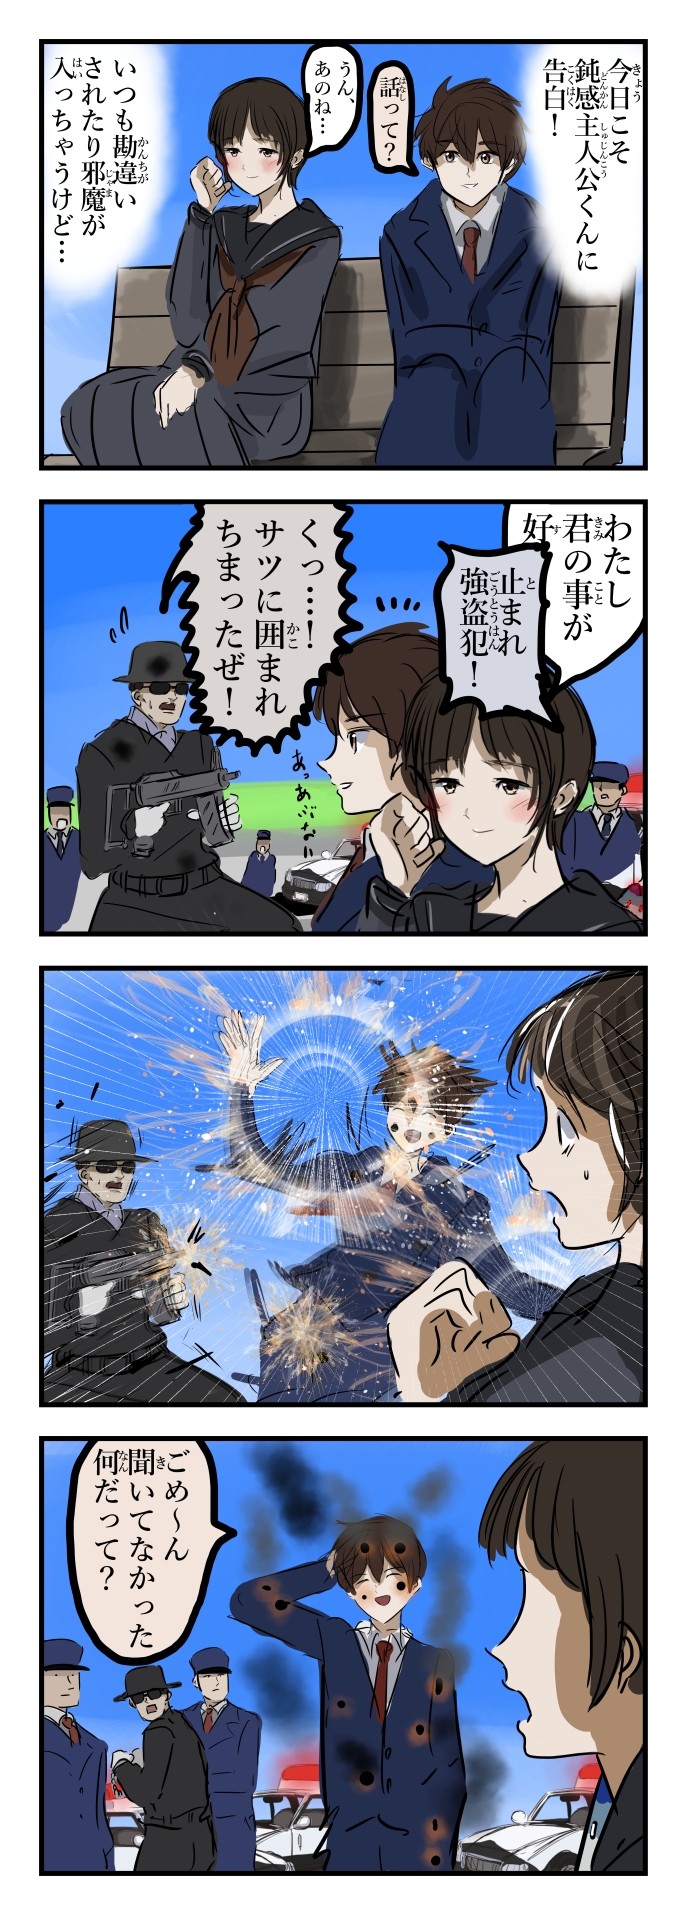 今日こそ
鈍感主人公くんに
告白！
話って？
うん、
あのね…
いつも勘違い
されたり邪魔が
入っちゃうけど…
わたし
君の事が
好
止まれ
強盗犯！
くっ…！
サツに囲まれ
ちまったぜ！
あっあぶない
ごめ～ん
聞いてなかった
何だって？